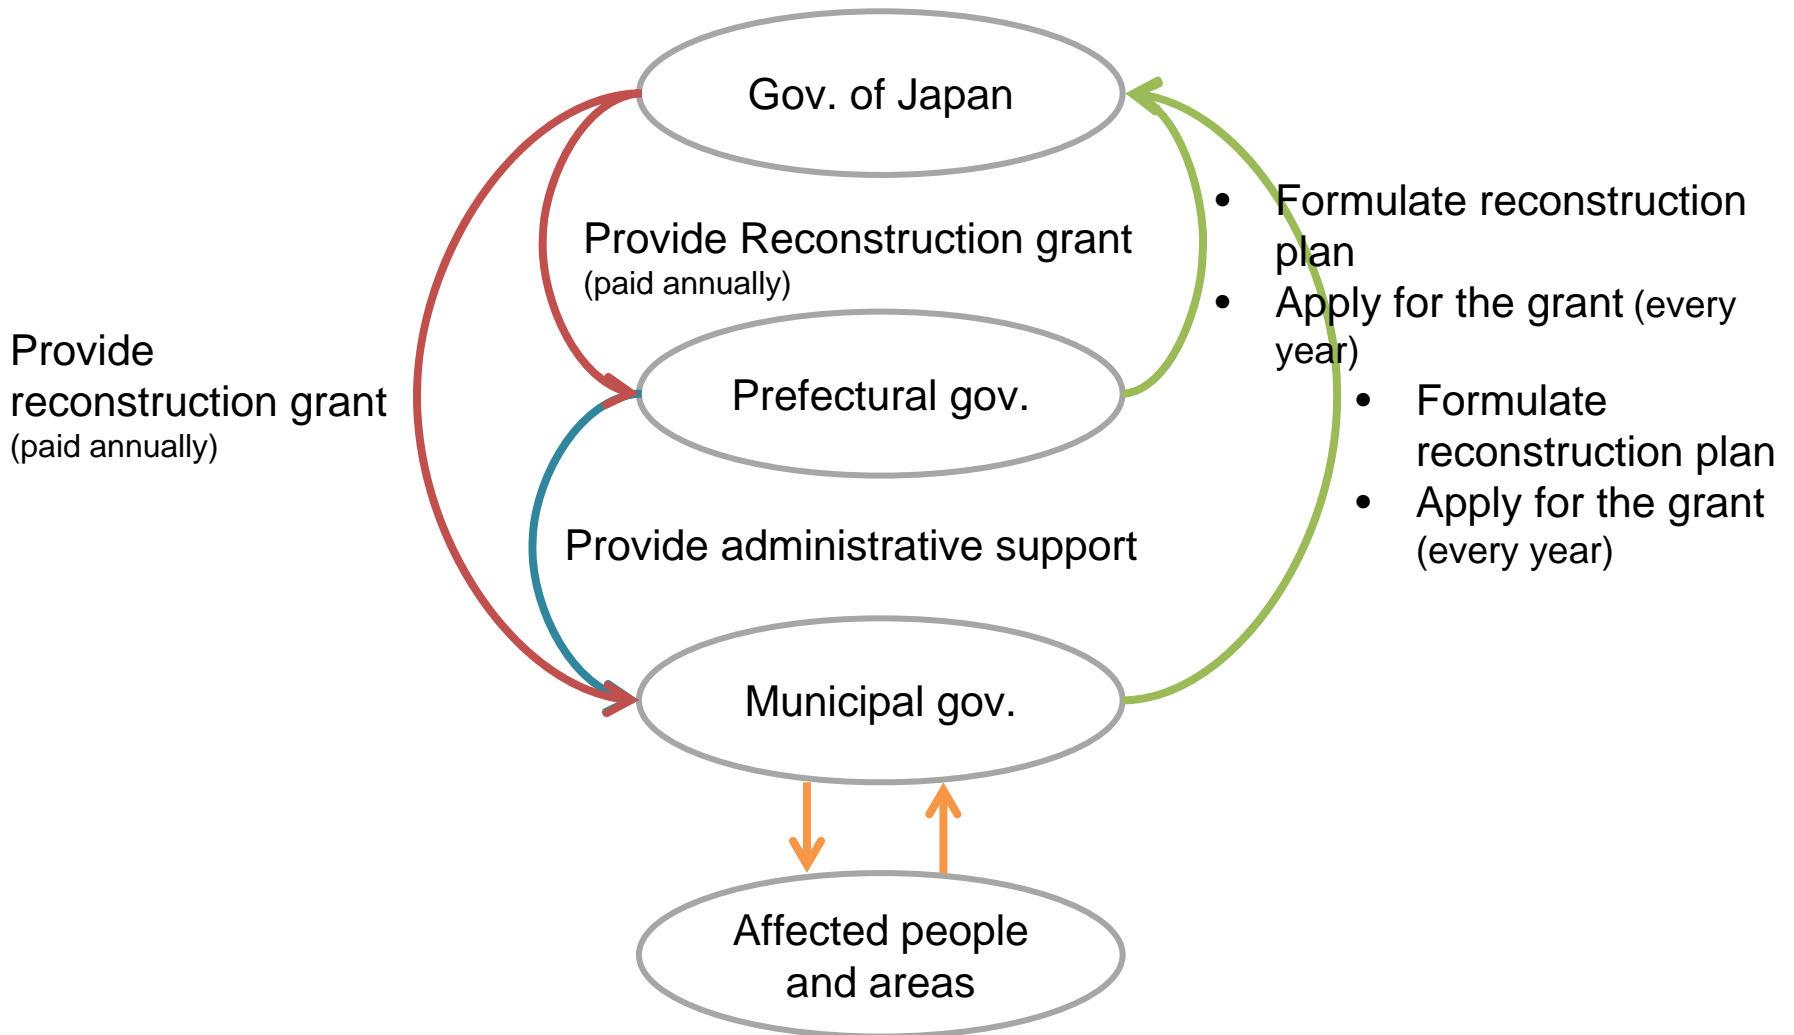 Gov. of Japan
Provide Reconstruction grant
(paid annually)
• Formulate reconstruction
plan
• Apply for the grant (every
year)
Provide
reconstruction grant
(paid annually)
Prefectural gov.
• Formulate
reconstruction plan
• Apply for the grant
(every year)
Provide administrative support
Municipal gov.
Affected people
and areas